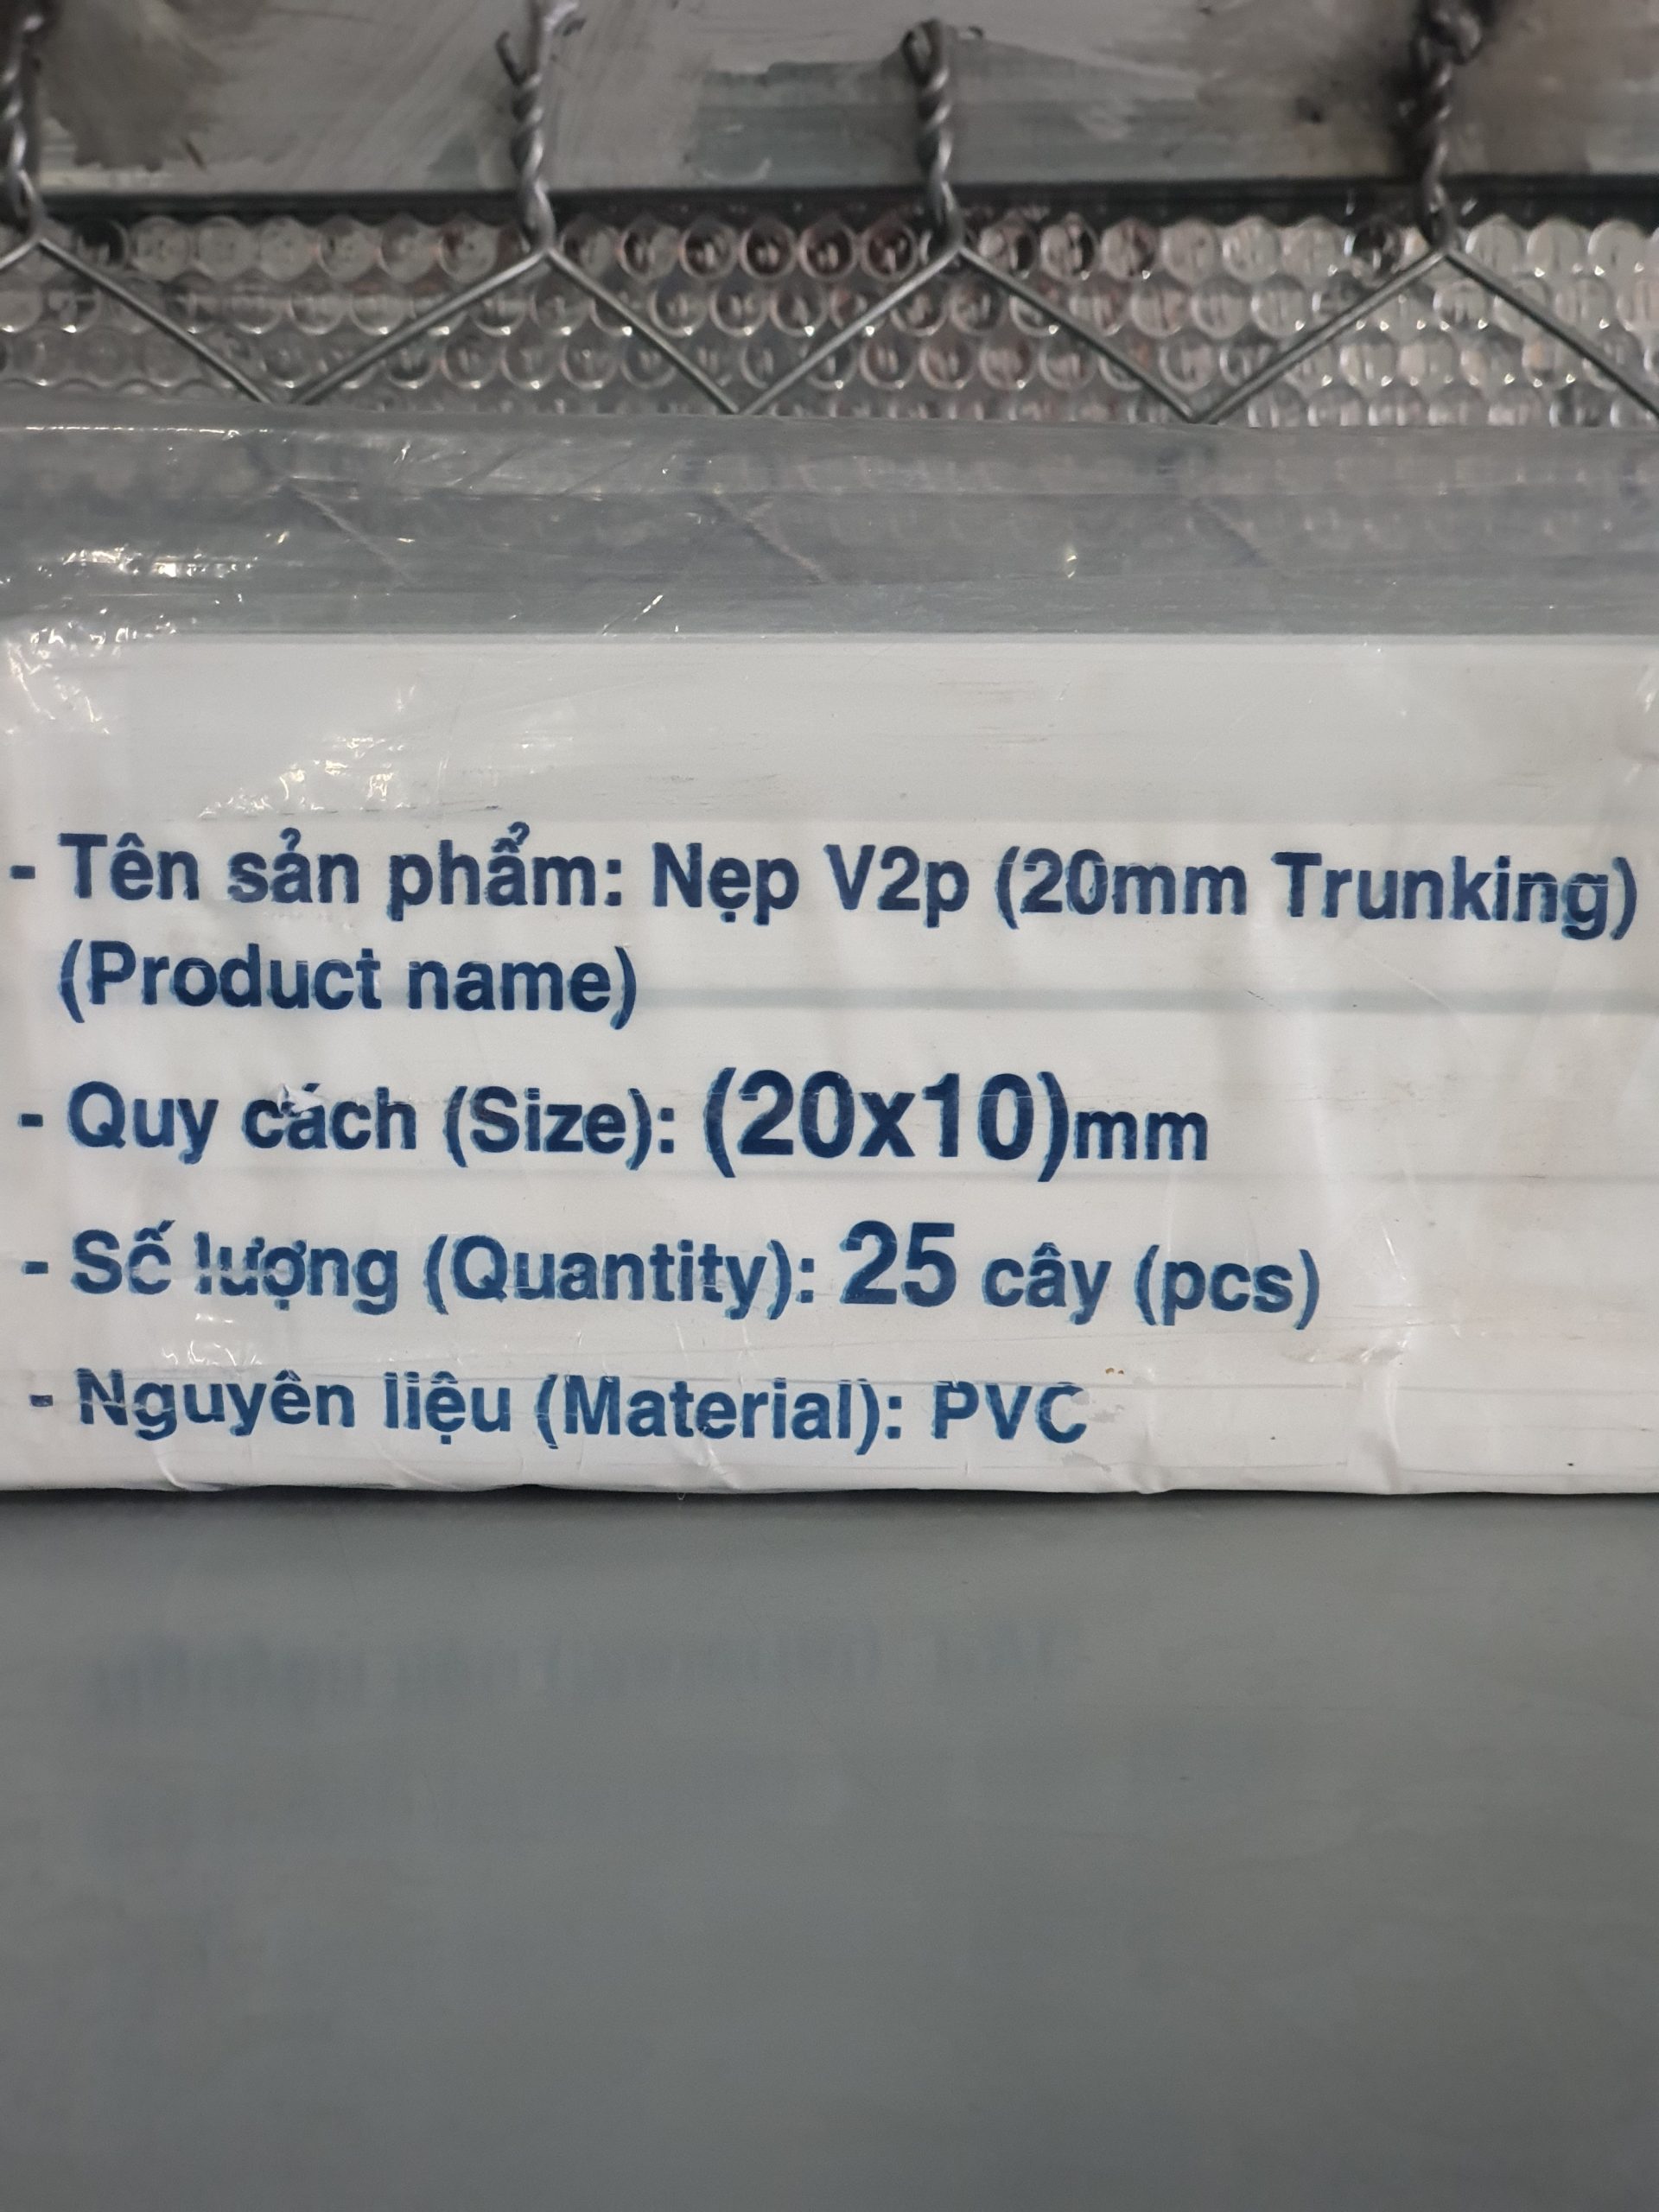 - Tên sản phẩm: Nẹp V2p (20mm Trunking)
(Product name)
- Quy cách (Size): (20x10)mm
- Số lượng (Quantity): 25 cây (pcs)
- Nguyên liệu (Material): PVC